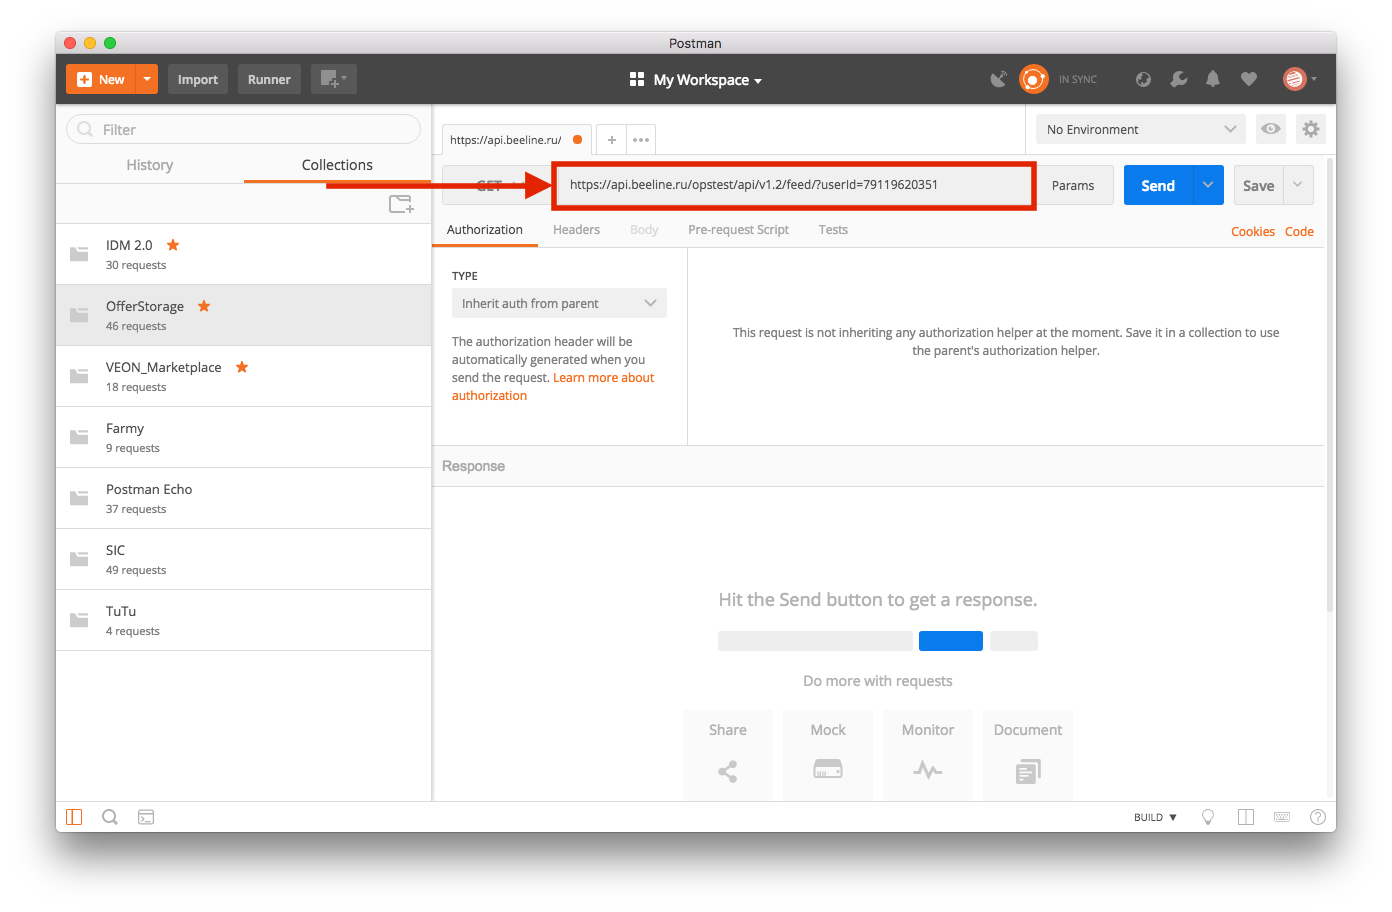 Postman
New
Import
Runner
My Workspace
IN SYNC
Filter
History
Collections
IDM 2.0
30 requests
OfferStorage
46 requests
VEON_Marketplace
18 requests
Farmy
9 requests
Postman Echo
37 requests
SIC
49 requests
TuTu
4 requests
https://api.beeline.ru/
No Environment
GET
https://api.beeline.ru/opstest/api/v1.2/feed/?userId=79119620351
Params
Send
Save
Authorization
Headers
Body
Pre-request Script
Tests
Cookies
Code
TYPE
Inherit auth from parent
The authorization header will be
automatically generated when you
send the request. Learn more about
authorization
This request is not inheriting any authorization helper at the moment. Save it in a collection to use
the parent's authorization helper.
Response
Hit the Send button to get a response.
Do more with requests
Share
Mock
Monitor
Document
BUILD